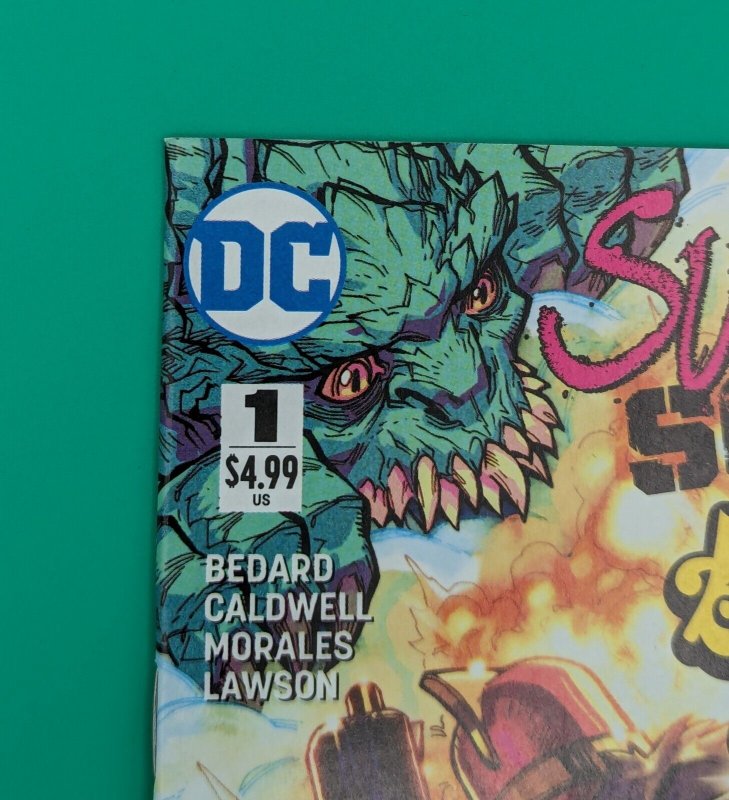 DC
1
$4.99
US
BEDARD
CALDWELL
MORALES
LAWSON